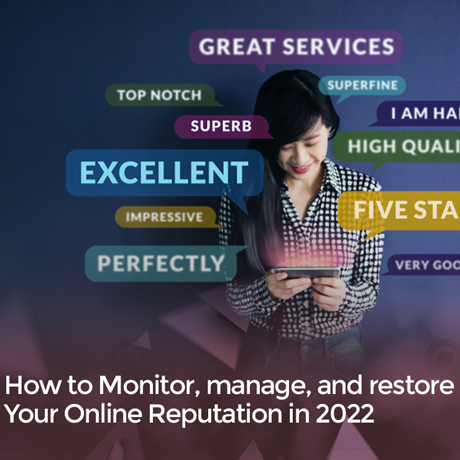 GREAT SERVICES
SUPERFINE
TOP NOTCH
I AM HA
SUPERB
HIGH QUALI
EXCELLENT
FIVE STA
IMPRESSIVE
PERFECTLY
VERY GOO
How to Monitor, manage, and restore
Your Online Reputation in 2022